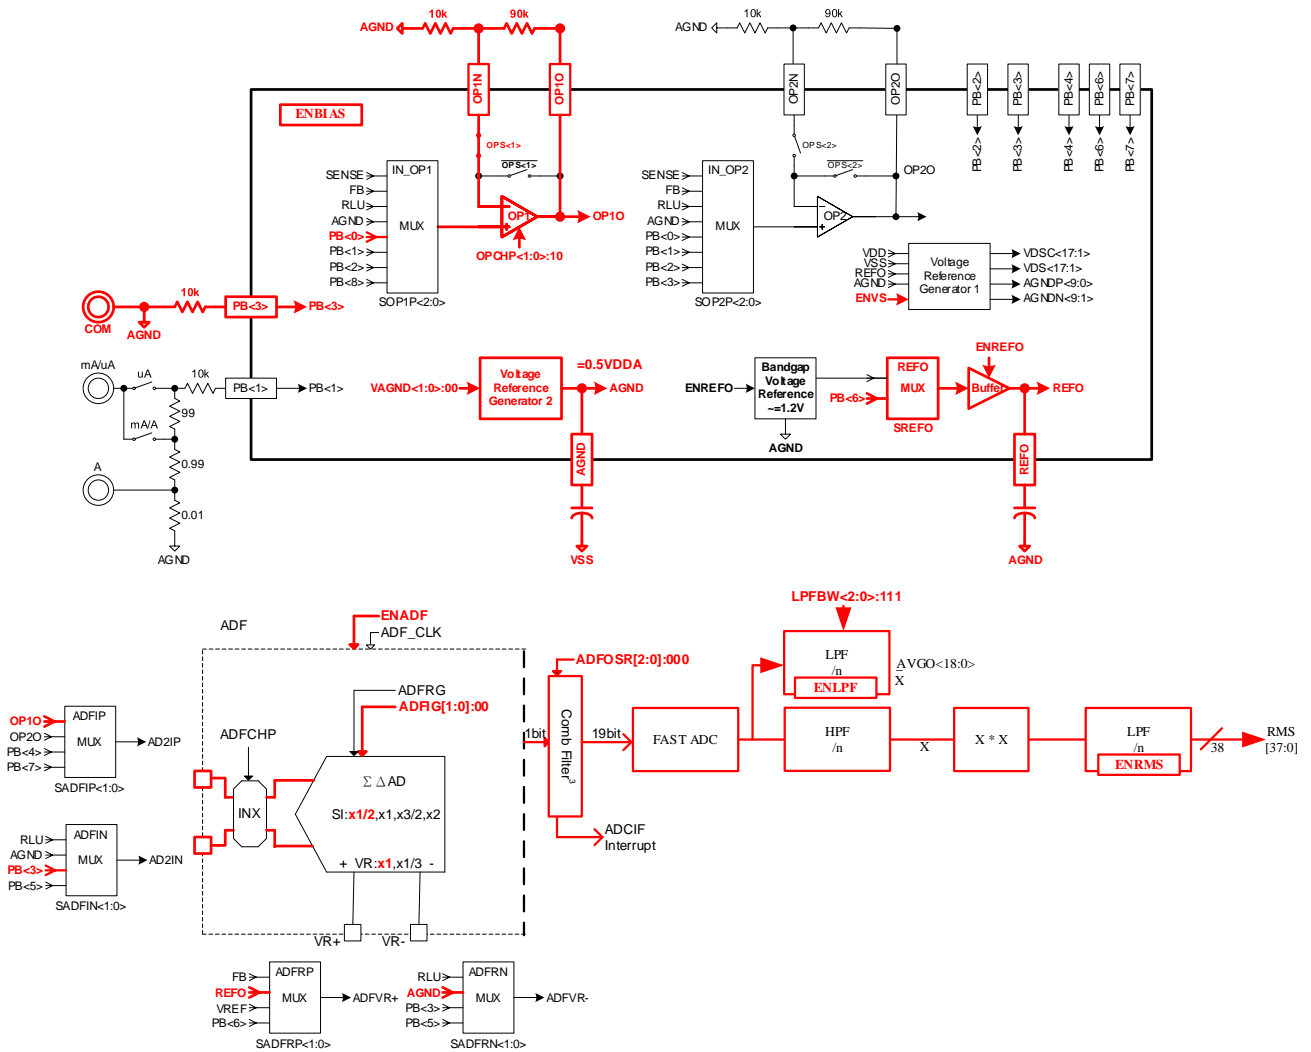 10k
90k
AGND
OP1N
OP1O
10k
90k
AGND
OP2N
OP2O
PB<2>
PB<3>
PB<4>
PB<6>
PB<7>
ENBIAS
OPS<1>
OPS<1>
OPS<2>
OPS<2>
PB<2>
PB<3>
PB<4>
PB<6>
PB<7>
SENSE
FB
RLU
AGND
PB<0>
PB<1>
PB<2>
PB<8>
IN_OP1
MUX
SOP1P<2:0>
OP1
OP1O
OPCHP<1:0>:10
SENSE
FB
RLU
AGND
PB<0>
PB<1>
PB<2>
PB<3>
IN_OP2
MUX
SOP2P<2:0>
OP2
OP2O
VDD
VSS
REFO
AGND
ENVS
Voltage
Reference
Generator 1
VDSC<17:1>
VDS<17:1>
AGNDP<9:0>
AGNDN<9:1>
COM
AGND
10k
PB<3>
PB<3>
mA/uA
uA
10k
PB<1>
PB<1>
99
mA/A
0.99
A
0.01
AGND
VAGND<1:0>:00
Voltage
Reference
Generator 2
=0.5VDDA
AGND
AGND
VSS
ENREFO
Bandgap
Voltage
Reference
~=1.2V
AGND
PB<6>
REFO
MUX
SREFO
ENREFO
Buffer
REFO
REFO
AGND
ADF
ENADF
ADF_CLK
ADFRG
ADFIG[1:0]:00
ADFCHP
INX
Σ Δ AD
SI:x1/2,x1,x3/2,x2
+ VR:x1,x1/3 -
VR+
VR-
OP1O
OP2O
PB<4>
PB<7>
ADFIP
MUX
AD2IP
SADFIP<1:0>
RLU
AGND
PB<3>
PB<5>
ADFIN
MUX
AD2IN
SADFIN<1:0>
FB
REFO
VREF
PB<6>
ADFRP
MUX
ADFVR+
SADFRP<1:0>
RLU
AGND
PB<3>
PB<5>
ADFRN
MUX
ADFVR-
SADFRN<1:0>
1bit
ADFOSR[2:0]:000
Comb Filter³
19bit
ADCIF
Interrupt
FAST ADC
LPFBW<2:0>:111
LPF
/n
ENLPF
AVGO<18:0>
X
HPF
/n
X
X * X
LPF
/n
ENRMS
38
RMS
[37:0]